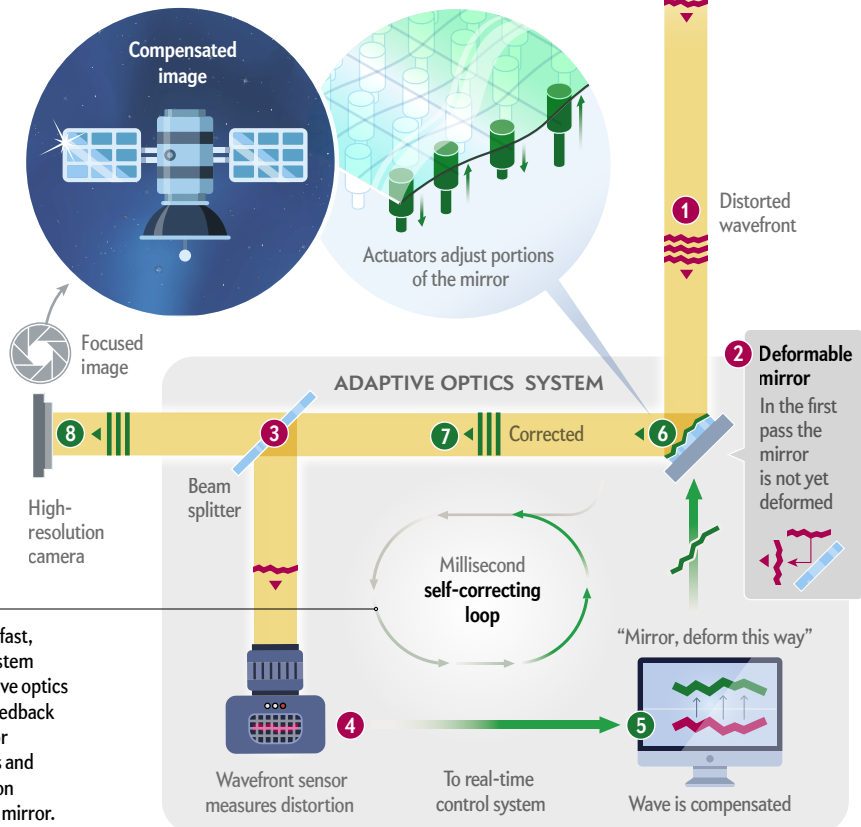 Compensated
image
Actuators adjust portions
of the mirror
1
Distorted
wavefront
Focused
image
2
Deformable
mirror
In the first
pass the
mirror
is not yet
deformed
ADAPTIVE OPTICS SYSTEM
8
3
7
Corrected
6
High-
resolution
camera
Beam
splitter
Millisecond
self-correcting
loop
fast,
stem
ve optics
edback
or
s and
on
mirror.
"Mirror, deform this way"
4
5
Wavefront sensor
measures distortion
To real-time
control system
Wave is compensated